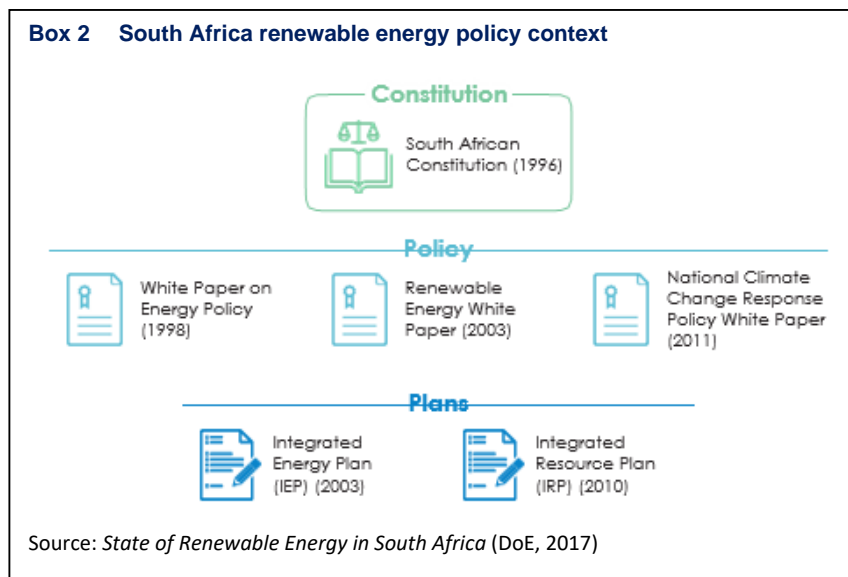 Box 2 South Africa renewable energy policy context
Constitution
South African
Constitution (1996)
Policy
White Paper on
Energy Policy
(1998)
Renewable
Energy White
Paper (2003)
National Climate
Change Response
Policy White Paper
(2011)
Plans
Integrated
Energy Plan
(IEP) (2003)
Integrated
Resource Plan
(IRP) (2010)
Source: State of Renewable Energy in South Africa (DoE, 2017)